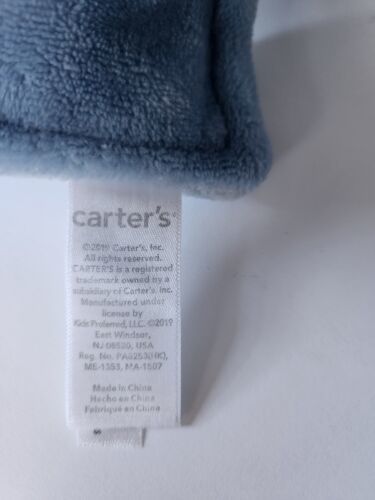 carter's
©2019 Carter's, Inc.
All rights reserved.
CARTER'S is a registered
trademark owned by a
subsidiary of Carter's, Inc.
Manufactured under
license by
Kids Preferred, LLC. ©2019
East Windsor,
NJ 08520, USA
Reg. No. PA8253(HK),
ME-1353, MA-1507
Made in China
Hecho en China
Fabriqué en China